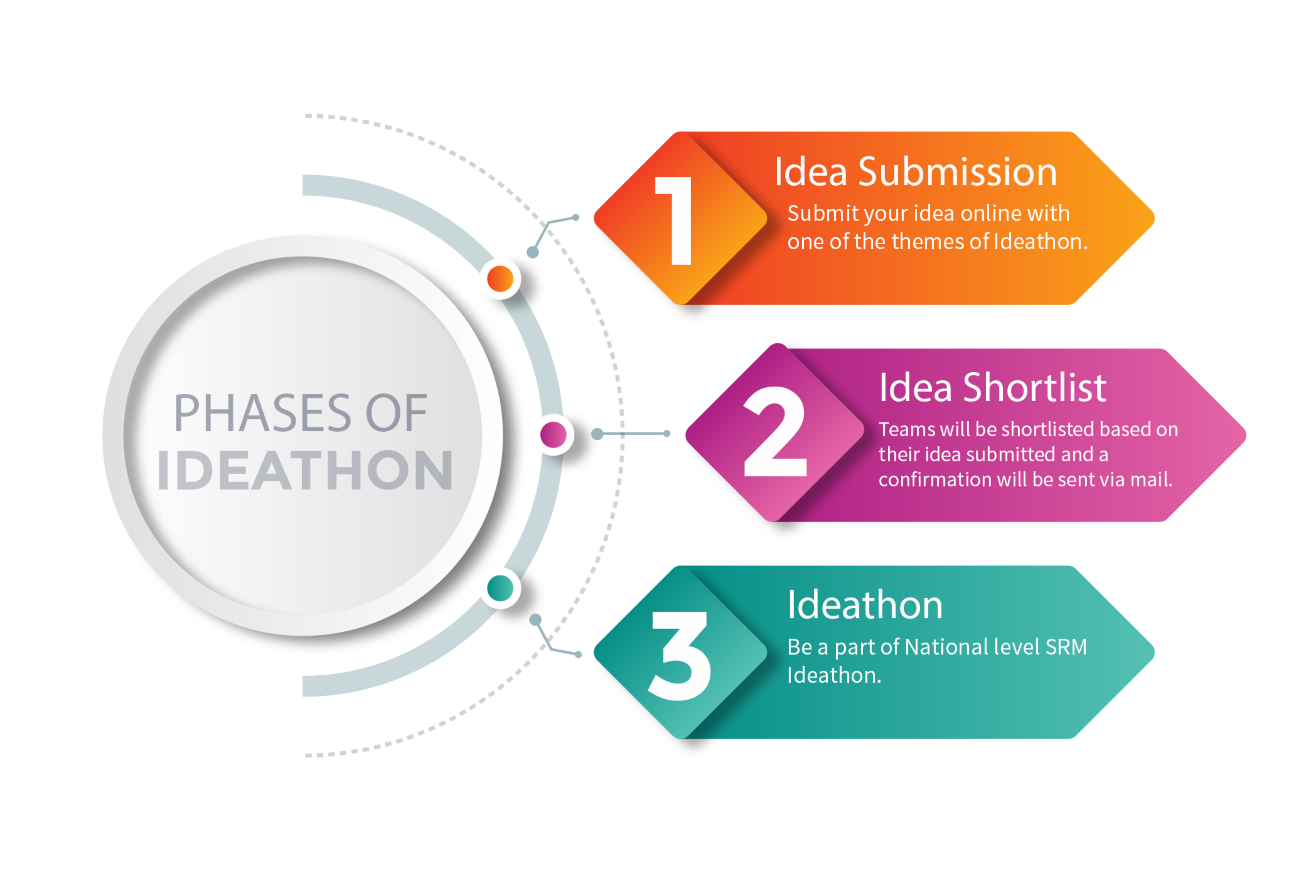 PHASES OF
IDEATHON
1
Idea Submission
Submit your idea online with
one of the themes of Ideathon.
2
Idea Shortlist
Teams will be shortlisted based on
their idea submitted and a
confirmation will be sent via mail.
3
Ideathon
Be a part of National level SRM
Ideathon.